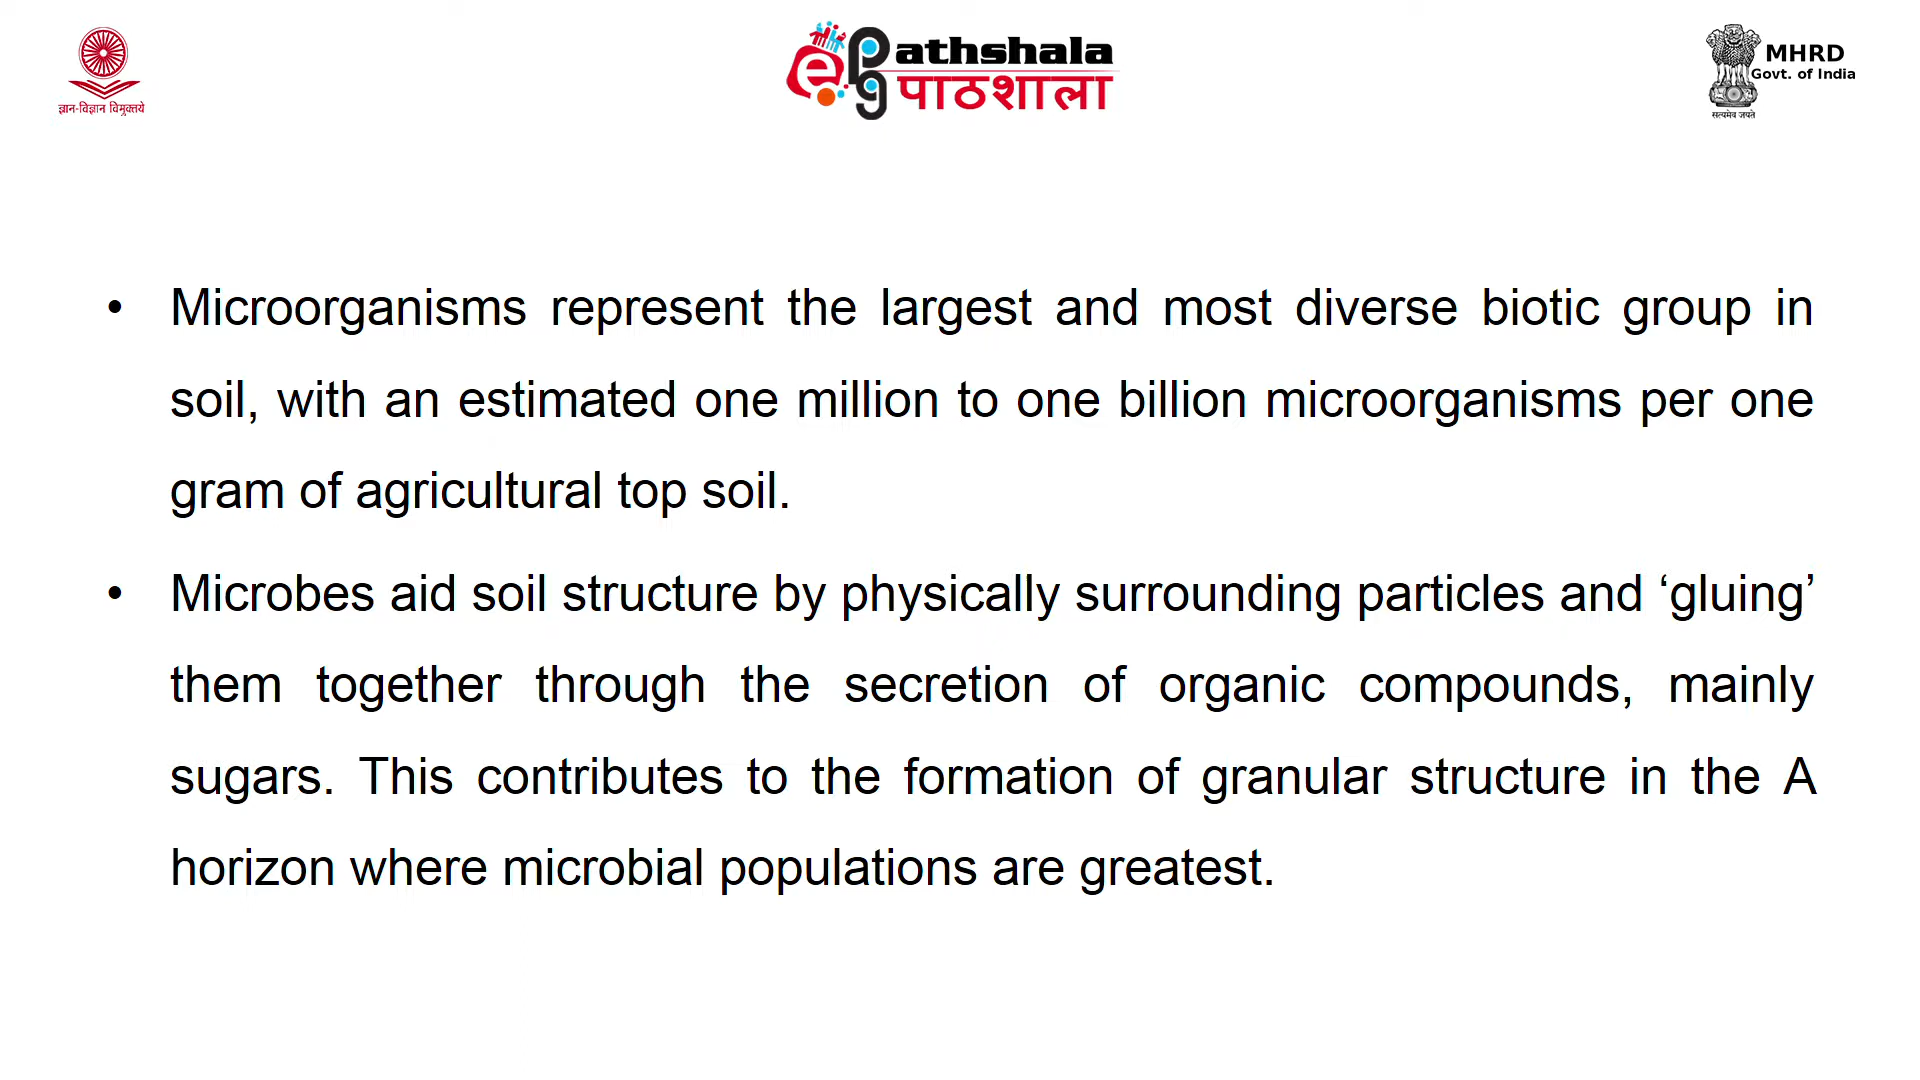 ज्ञान-विज्ञान विमुक्तये
ePathshala
पाठशाला
MHRD
Govt. of India
सत्यमेव जयते
• Microorganisms represent the largest and most diverse biotic group in
soil, with an estimated one million to one billion microorganisms per one
gram of agricultural top soil.
• Microbes aid soil structure by physically surrounding particles and ‘gluing’
them together through the secretion of organic compounds, mainly
sugars. This contributes to the formation of granular structure in the A
horizon where microbial populations are greatest.